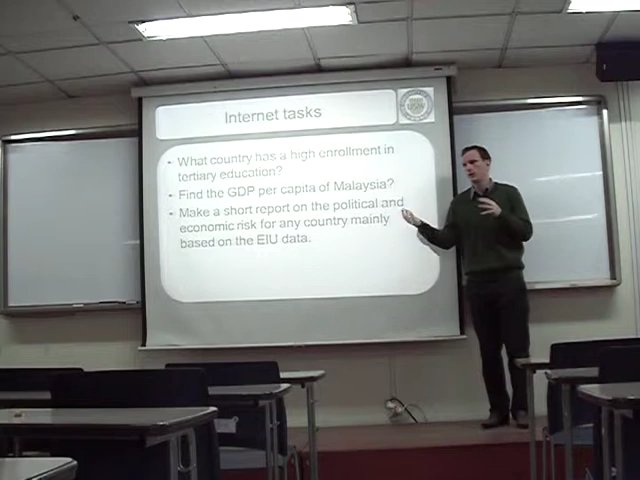 Internet tasks
• What country has a high enrollment in
tertiary education?
• Find the GDP per capita of Malaysia?
• Make a short report on the political and
economic risk for any country mainly
based on the EIU data.